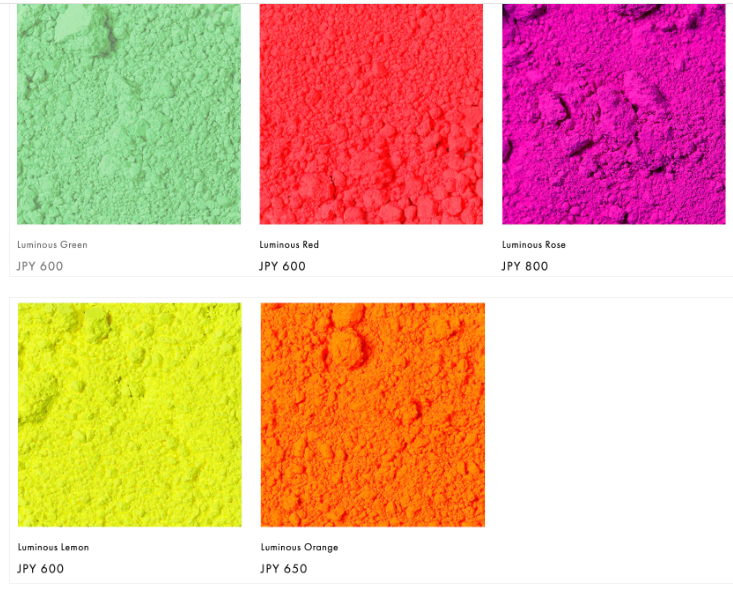 Luminous Green
JPY 600
Luminous Red
JPY 600
Luminous Rose
JPY 800
Luminous Lemon
JPY 600
Luminous Orange
JPY 650